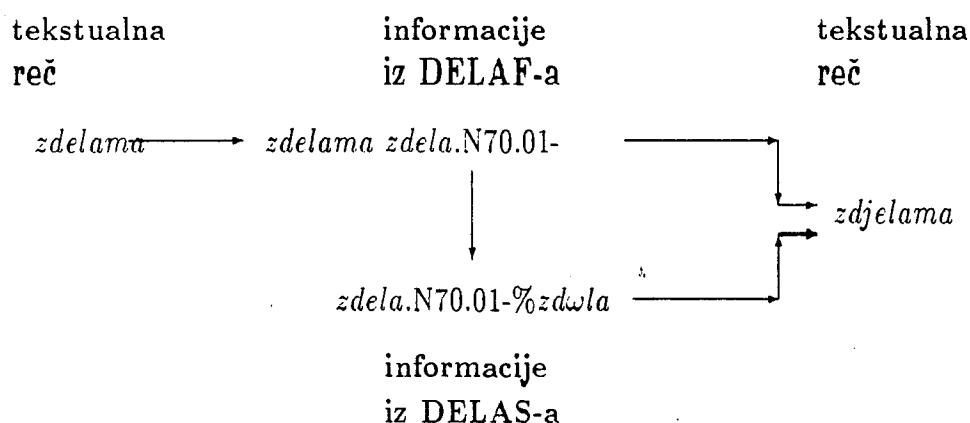 tekstualna
reč
informacije
iz DELAF-a
tekstualna
reč
zdelama
zdelama zdela.N70.01-
zdjelama
zdela.N70.01-%zdωla
informacije
iz DELAS-a